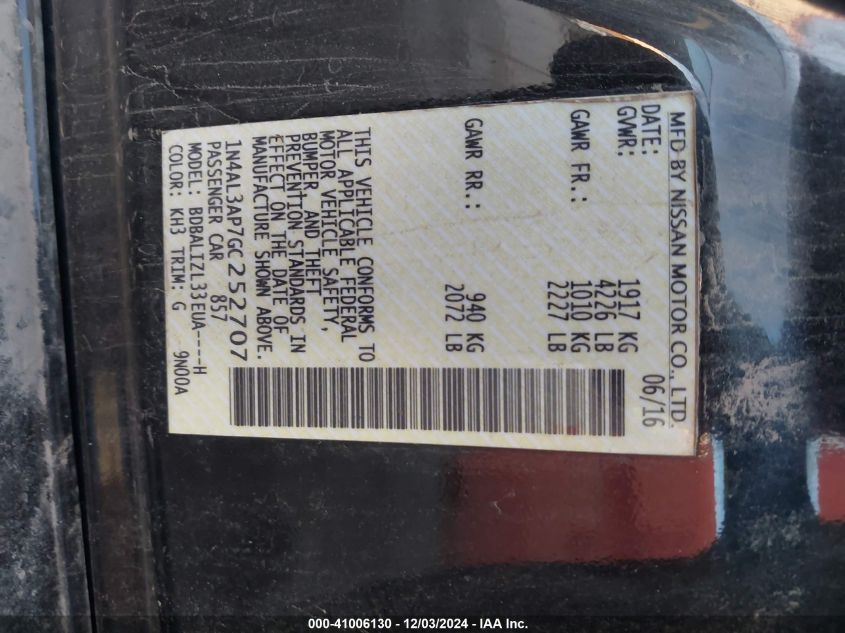 MFD BY NISSAN MOTOR CO., LTD
DATE: 06/16
GVWR: 1917 KG
4226 LB
GAWR FR.: 1010 KG
2227 LB
GAWR RR.: 940 KG
2072 LB
THIS VEHICLE CONFORMS TO
ALL APPLICABLE FEDERAL
MOTOR VEHICLE SAFETY,
BUMPER AND THEFT
PREVENTION STANDARDS IN
EFFECT ON THE DATE OF
MANUFACTURE SHOWN ABOVE.
1N4AL3AP7GC252707
PASSENGER CAR 857
MODEL: BDBALIZL33EUA----H
COLOR: KH3 TRIM: G 9N00A
000-41006130 - 12/03/2024 - IAA Inc.